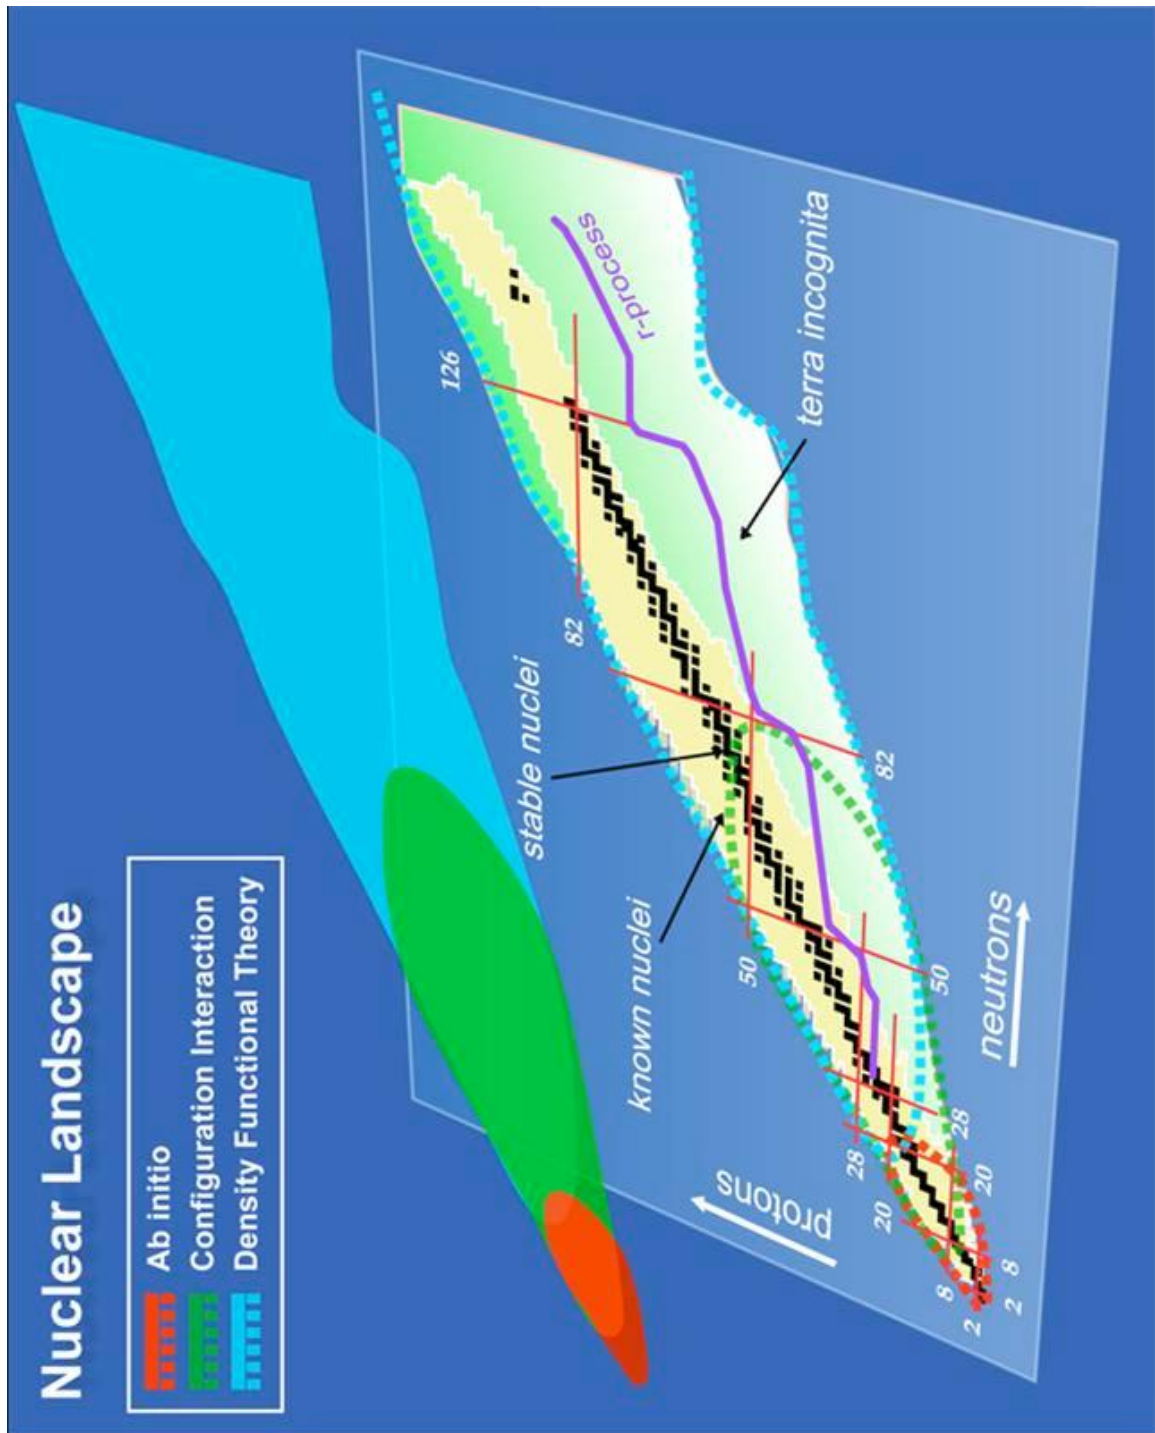 Nuclear Landscape
Ab initio
Configuration Interaction
Density Functional Theory
126
82
r-process
stable nuclei
terra incognita
known nuclei
50
82
protons
28
20
50
neutrons
8
28
20
2
8
2